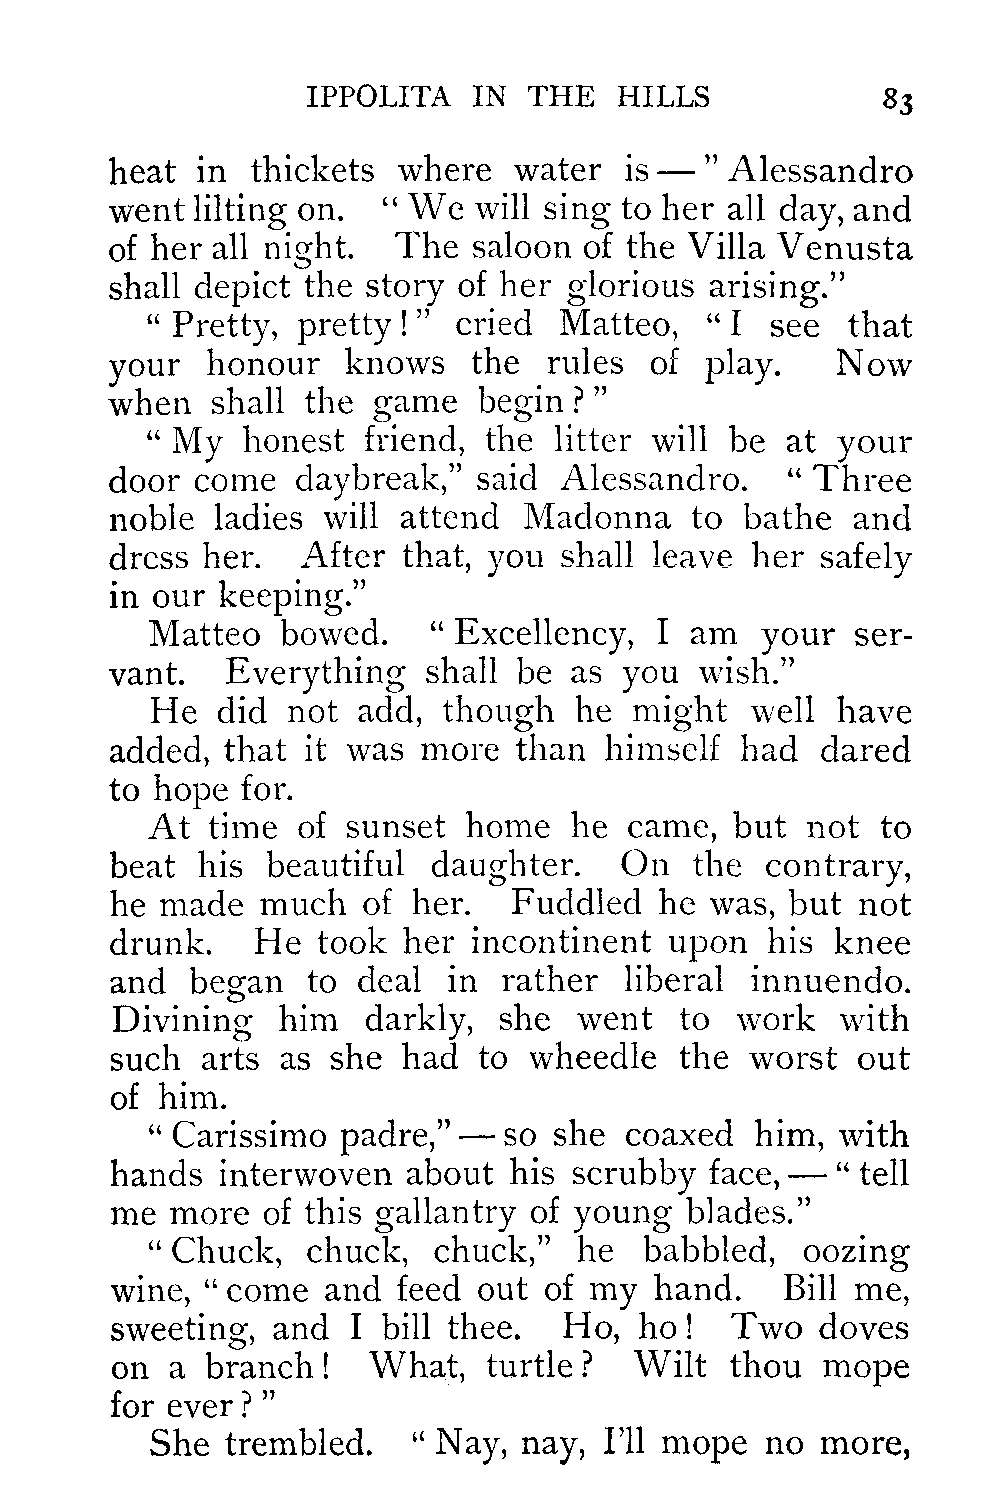 IPPOLITA IN THE HILLS 83
heat in thickets where water is — " Alessandro
went lilting on. " We will sing to her all day, and
of her all night. The saloon of the Villa Venusta
shall depict the story of her glorious arising."
" Pretty, pretty ! " cried Matteo, " I see that
your honour knows the rules of play. Now
when shall the game begin ? "
" My honest friend, the litter will be at your
door come daybreak," said Alessandro. " Three
noble ladies will attend Madonna to bathe and
dress her. After that, you shall leave her safely
in our keeping."
Matteo bowed. " Excellency, I am your ser-
vant. Everything shall be as you wish."
He did not add, though he might well have
added, that it was more than himself had dared
to hope for.
At time of sunset home he came, but not to
beat his beautiful daughter. On the contrary,
he made much of her. Fuddled he was, but not
drunk. He took her incontinent upon his knee
and began to deal in rather liberal innuendo.
Divining him darkly, she went to work with
such arts as she had to wheedle the worst out
of him.
" Carissimo padre," — so she coaxed him, with
hands interwoven about his scrubby face, — " tell
me more of this gallantry of young blades."
" Chuck, chuck, chuck," he babbled, oozing
wine, " come and feed out of my hand. Bill me,
sweeting, and I bill thee. Ho, ho ! Two doves
on a branch ! What, turtle ? Wilt thou mope
for ever ? "
She trembled. " Nay, nay, I'll mope no more,